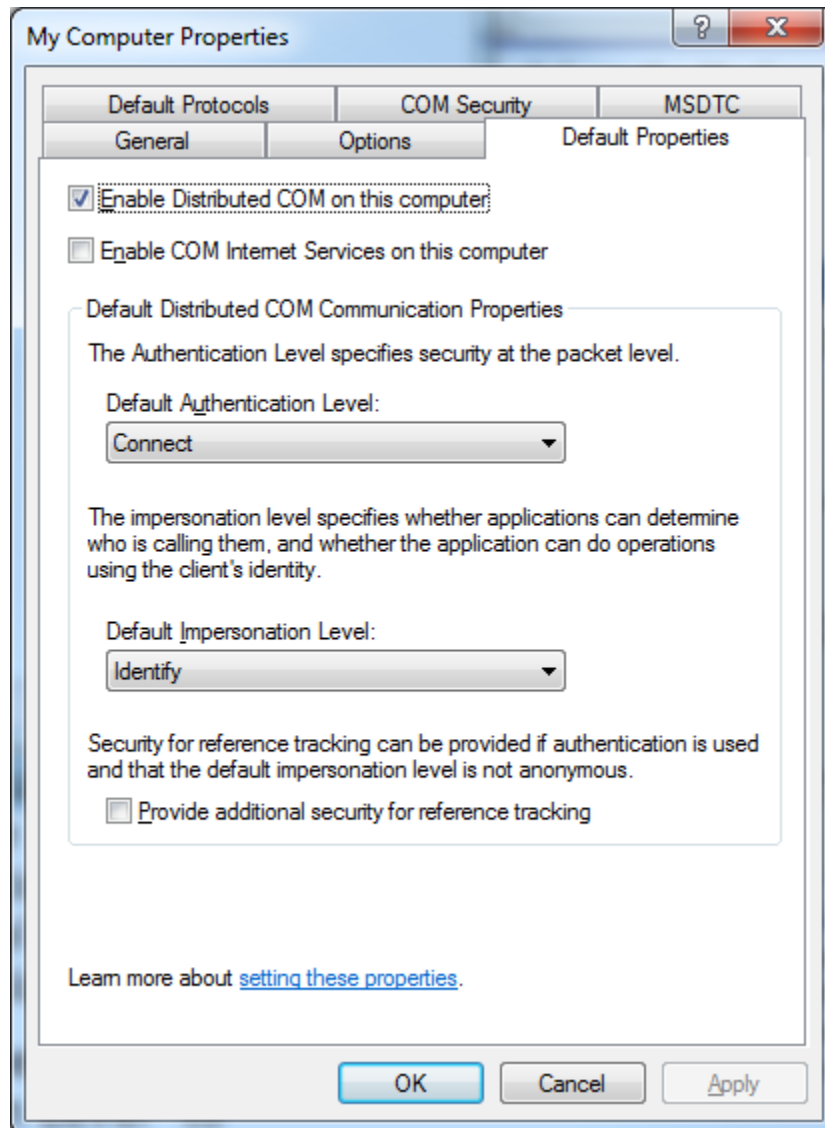 My Computer Properties
?
X
Default Protocols
COM Security
MSDTC
General
Options
Default Properties
Enable Distributed COM on this computer
Enable COM Internet Services on this computer
Default Distributed COM Communication Properties
The Authentication Level specifies security at the packet level.
Default Authentication Level:
Connect
The impersonation level specifies whether applications can determine
who is calling them, and whether the application can do operations
using the client's identity.
Default Impersonation Level:
Identify
Security for reference tracking can be provided if authentication is used
and that the default impersonation level is not anonymous.
Provide additional security for reference tracking
Learn more about setting these properties.
OK
Cancel
Apply